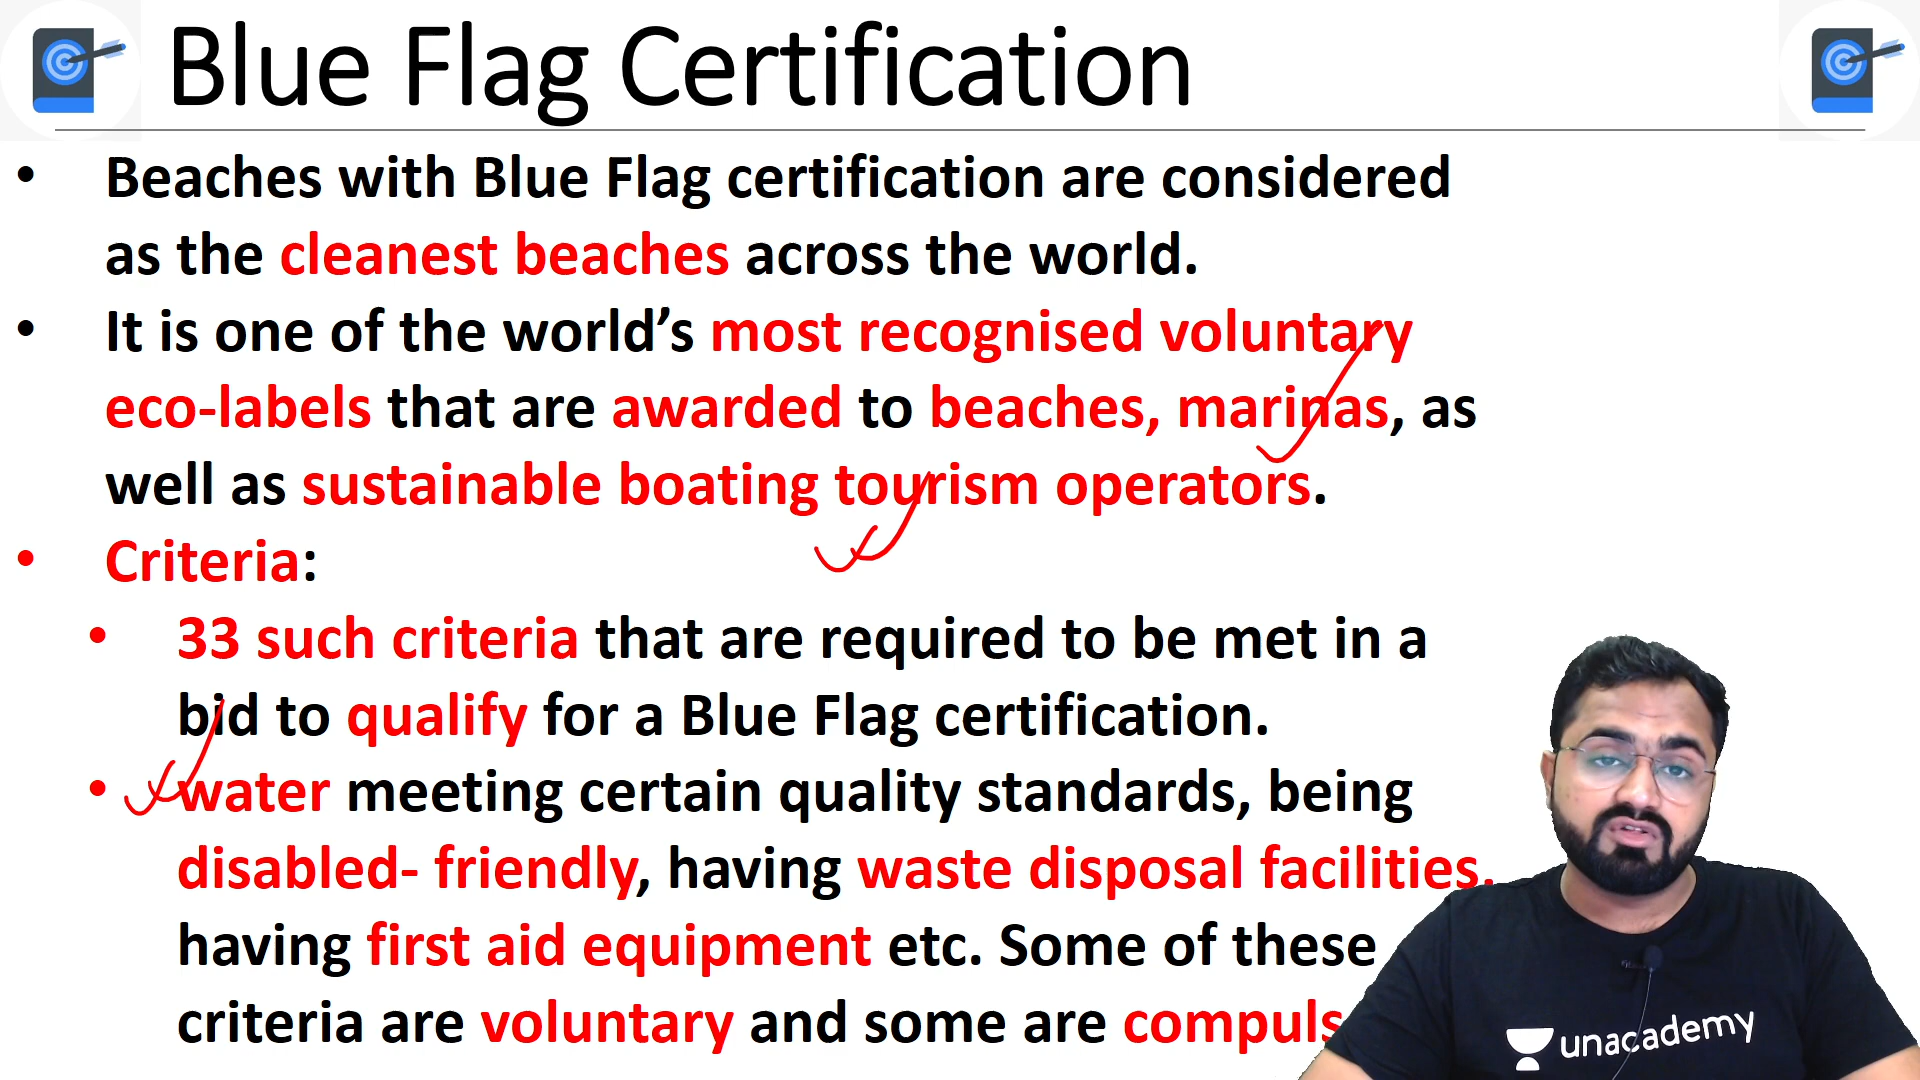 Blue Flag Certification
• Beaches with Blue Flag certification are considered
as the cleanest beaches across the world.
• It is one of the world’s most recognised voluntary
eco-labels that are awarded to beaches, marinas, as
well as sustainable boating tourism operators.
• Criteria:
• 33 such criteria that are required to be met in a
bid to qualify for a Blue Flag certification.
• water meeting certain quality standards, being
disabled- friendly, having waste disposal facilities,
having first aid equipment etc. Some of these
criteria are voluntary and some are
unacademy